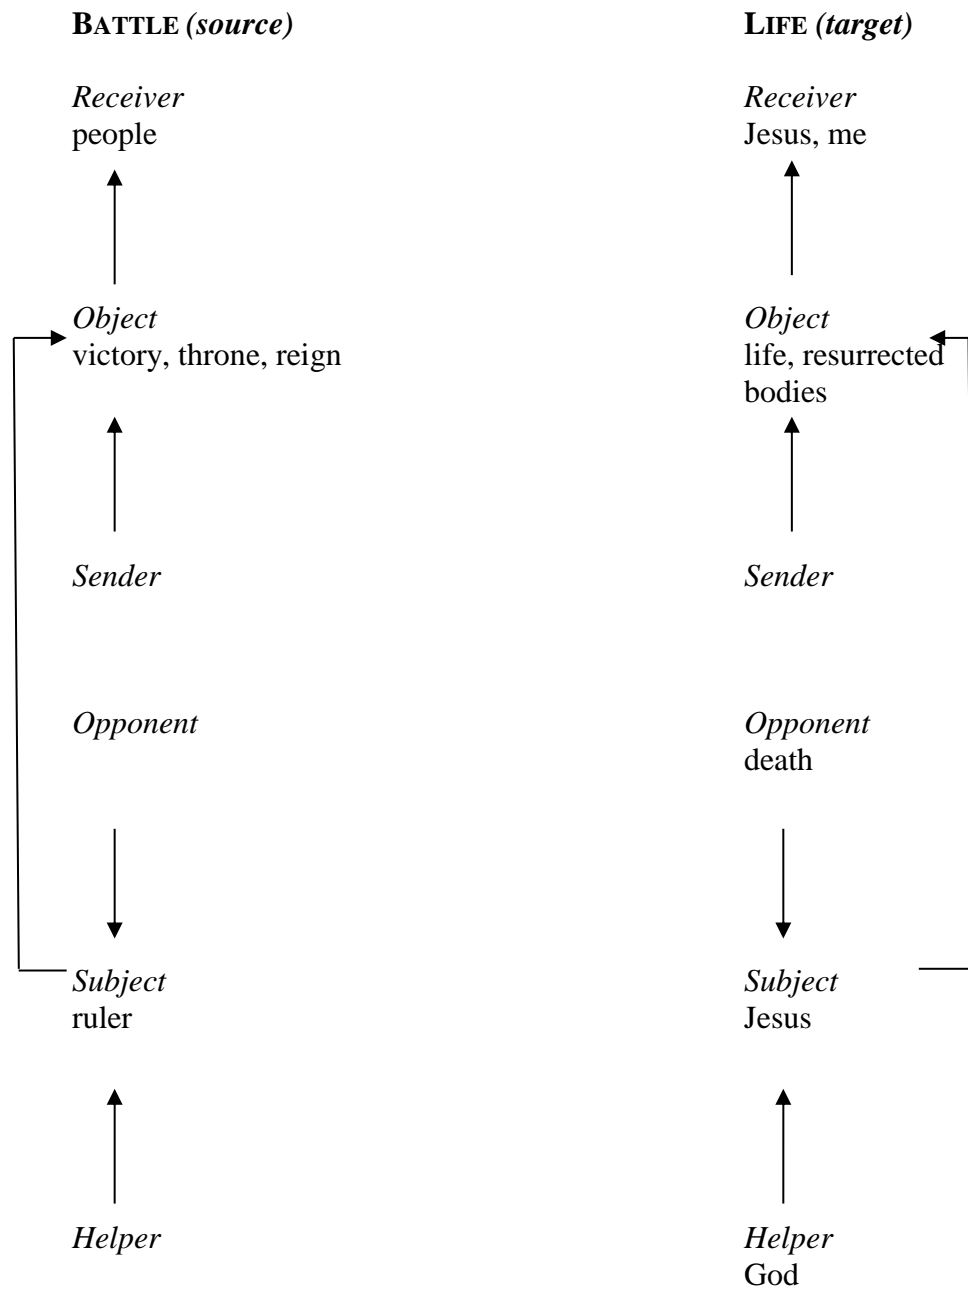 BATTLE (source)
Receiver
people
Object
victory, throne, reign
Sender
Opponent
Subject
ruler
Helper
LIFE (target)
Receiver
Jesus, me
Object
life, resurrected
bodies
Sender
Opponent
death
Subject
Jesus
Helper
God